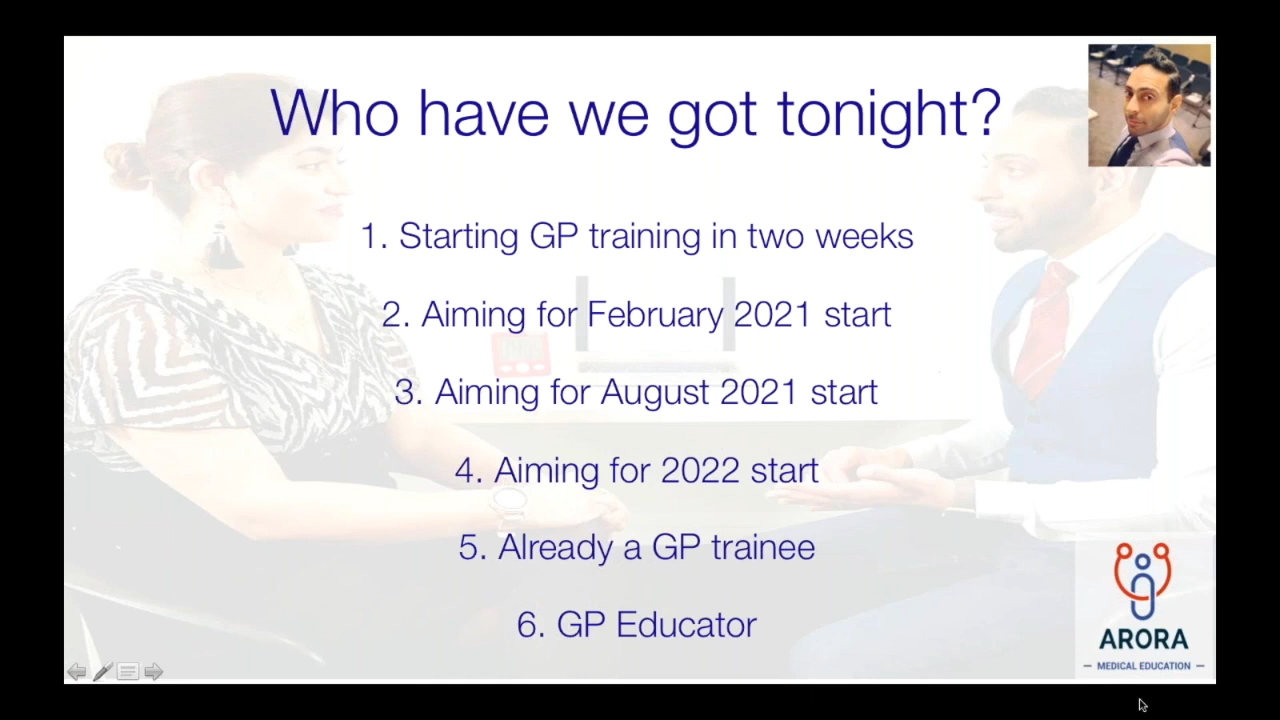 Who have we got tonight?
1. Starting GP training in two weeks
2. Aiming for February 2021 start
3. Aiming for August 2021 start
4. Aiming for 2022 start
5. Already a GP trainee
6. GP Educator
ARORA
MEDICAL EDUCATION